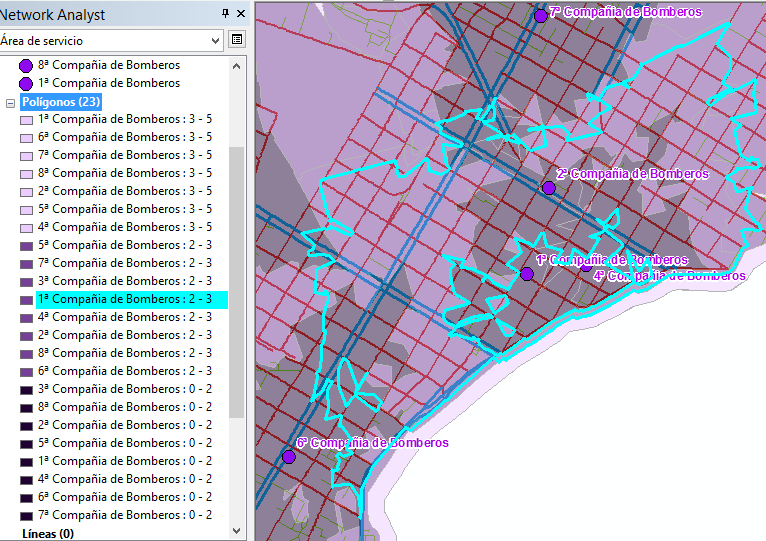 Network Analyst
Área de servicio
8ª Compañia de Bomberos
1ª Compañia de Bomberos
Polígonos (23)
1ª Compañia de Bomberos : 3 - 5
6ª Compañia de Bomberos : 3 - 5
7ª Compañia de Bomberos : 3 - 5
8ª Compañia de Bomberos : 3 - 5
2ª Compañia de Bomberos : 3 - 5
5ª Compañia de Bomberos : 3 - 5
4ª Compañia de Bomberos : 3 - 5
5ª Compañia de Bomberos : 2 - 3
7ª Compañia de Bomberos : 2 - 3
3ª Compañia de Bomberos : 2 - 3
1ª Compañia de Bomberos : 2 - 3
4ª Compañia de Bomberos : 2 - 3
2ª Compañia de Bomberos : 2 - 3
8ª Compañia de Bomberos : 2 - 3
6ª Compañia de Bomberos : 2 - 3
3ª Compañia de Bomberos : 0 - 2
8ª Compañia de Bomberos : 0 - 2
2ª Compañia de Bomberos : 0 - 2
5ª Compañia de Bomberos : 0 - 2
1ª Compañia de Bomberos : 0 - 2
4ª Compañia de Bomberos : 0 - 2
6ª Compañia de Bomberos : 0 - 2
7ª Compañia de Bomberos : 0 - 2
Líneas (0)
7ª Compañia de Bomberos
2ª Compañia de Bomberos
1ª Compañia de Bomberos
4ª Compañia de Bomberos
6ª Compañia de Bomberos